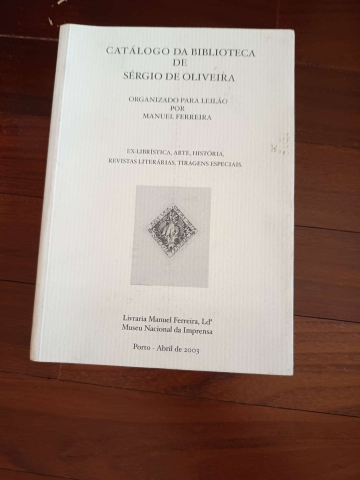 CATÁLOGO DA BIBLIOTECA
DE
SÉRGIO DE OLIVEIRA
ORGANIZADO PARA LEILÃO
POR
MANUEL FERREIRA
EX-LIBRÍSTICA, ARTE, HISTÓRIA,
REVISTAS LITERÁRIAS, TIRAGENS ESPECIAIS.
Livraria Manuel Ferreira, Ldª
Museu Nacional da Imprensa
Porto - Abril de 2003